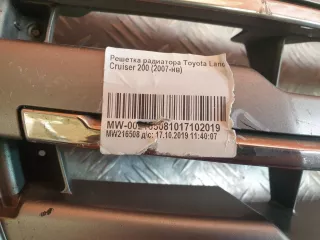 Решетка радиатора Toyota Land
Cruiser 200 (2007-нв)
MW216508 д/с: 17.10.2019 11:40:07